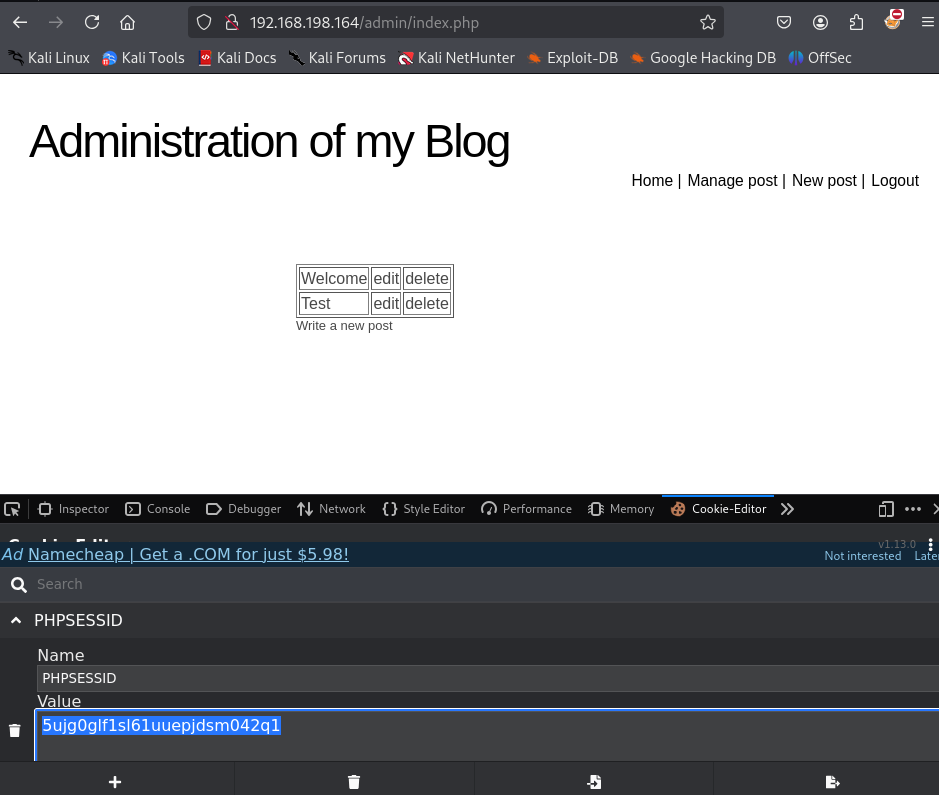 192.168.198.164/admin/index.php
Kali Linux Kali Tools Kali Docs Kali Forums Kali NetHunter Exploit-DB Google Hacking DB OffSec
Administration of my Blog
Home | Manage post | New post | Logout
Welcome edit delete
Test edit delete
Write a new post
Inspector Console Debugger Network Style Editor Performance Memory Cookie-Editor
v1.13.0
Ad Namecheap | Get a .COM for just $5.98!
Not interested Later
Search
PHPSESSID
Name
PHPSESSID
Value
5ujg0glf1sl61uuepjdsm042q1